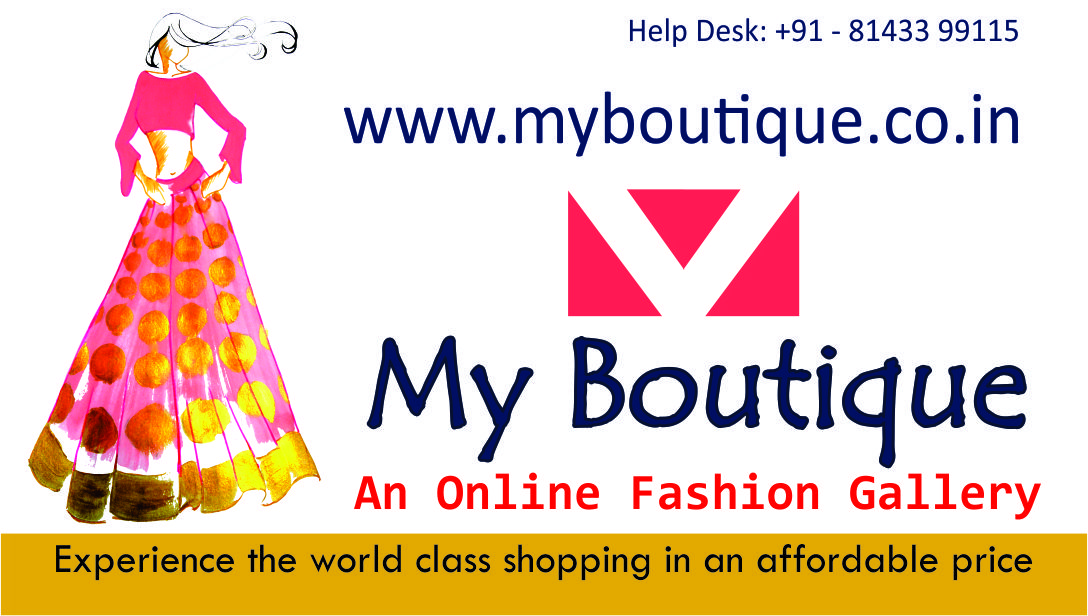 Help Desk: +91 - 81433 99115
www.myboutique.co.in
My Boutique
An Online Fashion Gallery
Experience the world class shopping in an affordable price